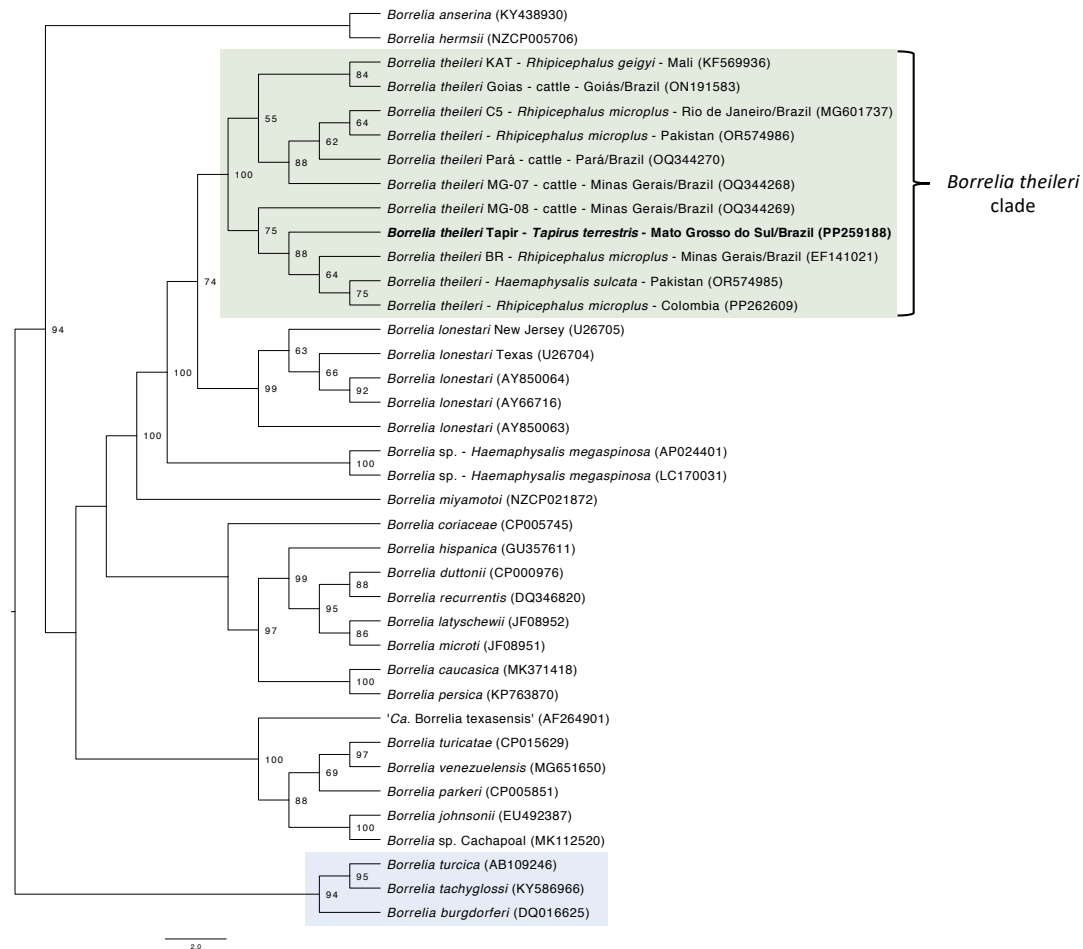 Borrelia anserina (KY438930)
Borrelia hermsii (NZCP005706)
Borrelia theileri KAT - Rhipicephalus geigyi - Mali (KF569936)
84
Borrelia theileri Goias - cattle - Goiás/Brazil (ON191583)
55
Borrelia theileri C5 - Rhipicephalus microplus - Rio de Janeiro/Brazil (MG601737)
64
Borrelia theileri - Rhipicephalus microplus - Pakistan (OR574986)
62
Borrelia theileri Pará - cattle - Pará/Brazil (OQ344270)
88
100
Borrelia theileri MG-07 - cattle - Minas Gerais/Brazil (OQ344268)
Borrelia theileri
clade
Borrelia theileri MG-08 - cattle - Minas Gerais/Brazil (OQ344269)
75
Borrelia theileri Tapir - Tapirus terrestris - Mato Grosso do Sul/Brazil (PP259188)
88
Borrelia theileri BR - Rhipicephalus microplus - Minas Gerais/Brazil (EF141021)
64
74
Borrelia theileri - Haemaphysalis sulcata - Pakistan (OR574985)
75
Borrelia theileri - Rhipicephalus microplus - Colombia (PP262609)
94
Borrelia lonestari New Jersey (U26705)
63
Borrelia lonestari Texas (U26704)
66
100
Borrelia lonestari (AY850064)
99
92
Borrelia lonestari (AY66716)
Borrelia lonestari (AY850063)
100
Borrelia sp. - Haemaphysalis megaspinosa (AP024401)
100
Borrelia sp. - Haemaphysalis megaspinosa (LC170031)
Borrelia miyamotoi (NZCP021872)
Borrelia coriaceae (CP005745)
Borrelia hispanica (GU357611)
99
Borrelia duttonii (CP000976)
88
Borrelia recurrentis (DQ346820)
95
Borrelia latyschewii (JF08952)
97
86
Borrelia microti (JF08951)
Borrelia caucasica (MK371418)
100
Borrelia persica (KP763870)
'Ca. Borrelia texasensis' (AF264901)
100
Borrelia turicatae (CP015629)
97
Borrelia venezuelensis (MG651650)
69
Borrelia parkeri (CP005851)
88
Borrelia johnsonii (EU492387)
100
Borrelia sp. Cachapoal (MK112520)
Borrelia turcica (AB109246)
95
Borrelia tachyglossi (KY586966)
94
Borrelia burgdorferi (DQ016625)
2.0